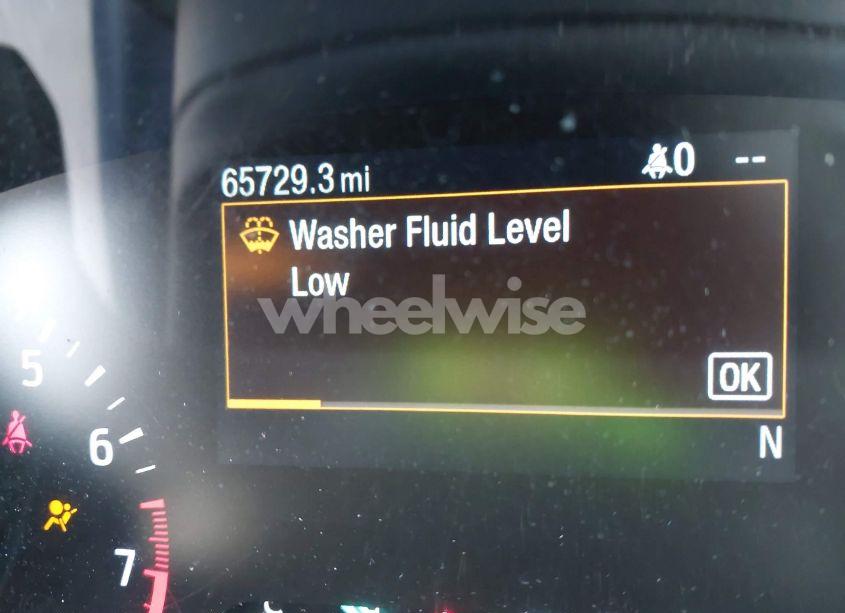 65729.3 mi
0 --
Washer Fluid Level
Low
wheelwise
5
OK
6
N
7